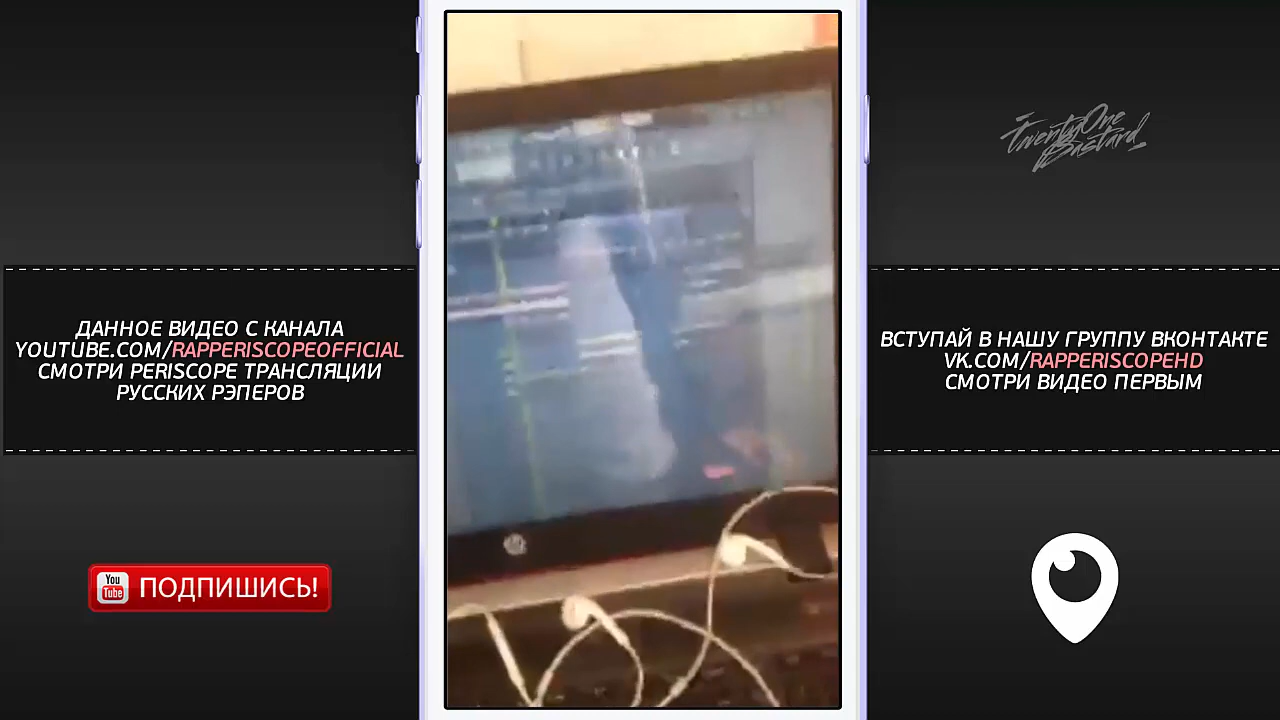 ДАННОЕ ВИДЕО С КАНАЛА
YOUTUBE.COM/RAPPERISCOPEOFFICIAL
СМОТРИ PERISCOPE ТРАНСЛЯЦИИ
РУССКИХ РЭПЕРОВ
You
Tube
ПОДПИШИСЬ!
TwentyOne
Bastard
ВСТУПАЙ В НАШУ ГРУППУ ВКОНТАКТЕ
VK.COM/RAPPERISCOPEHD
СМОТРИ ВИДЕО ПЕРВЫМ